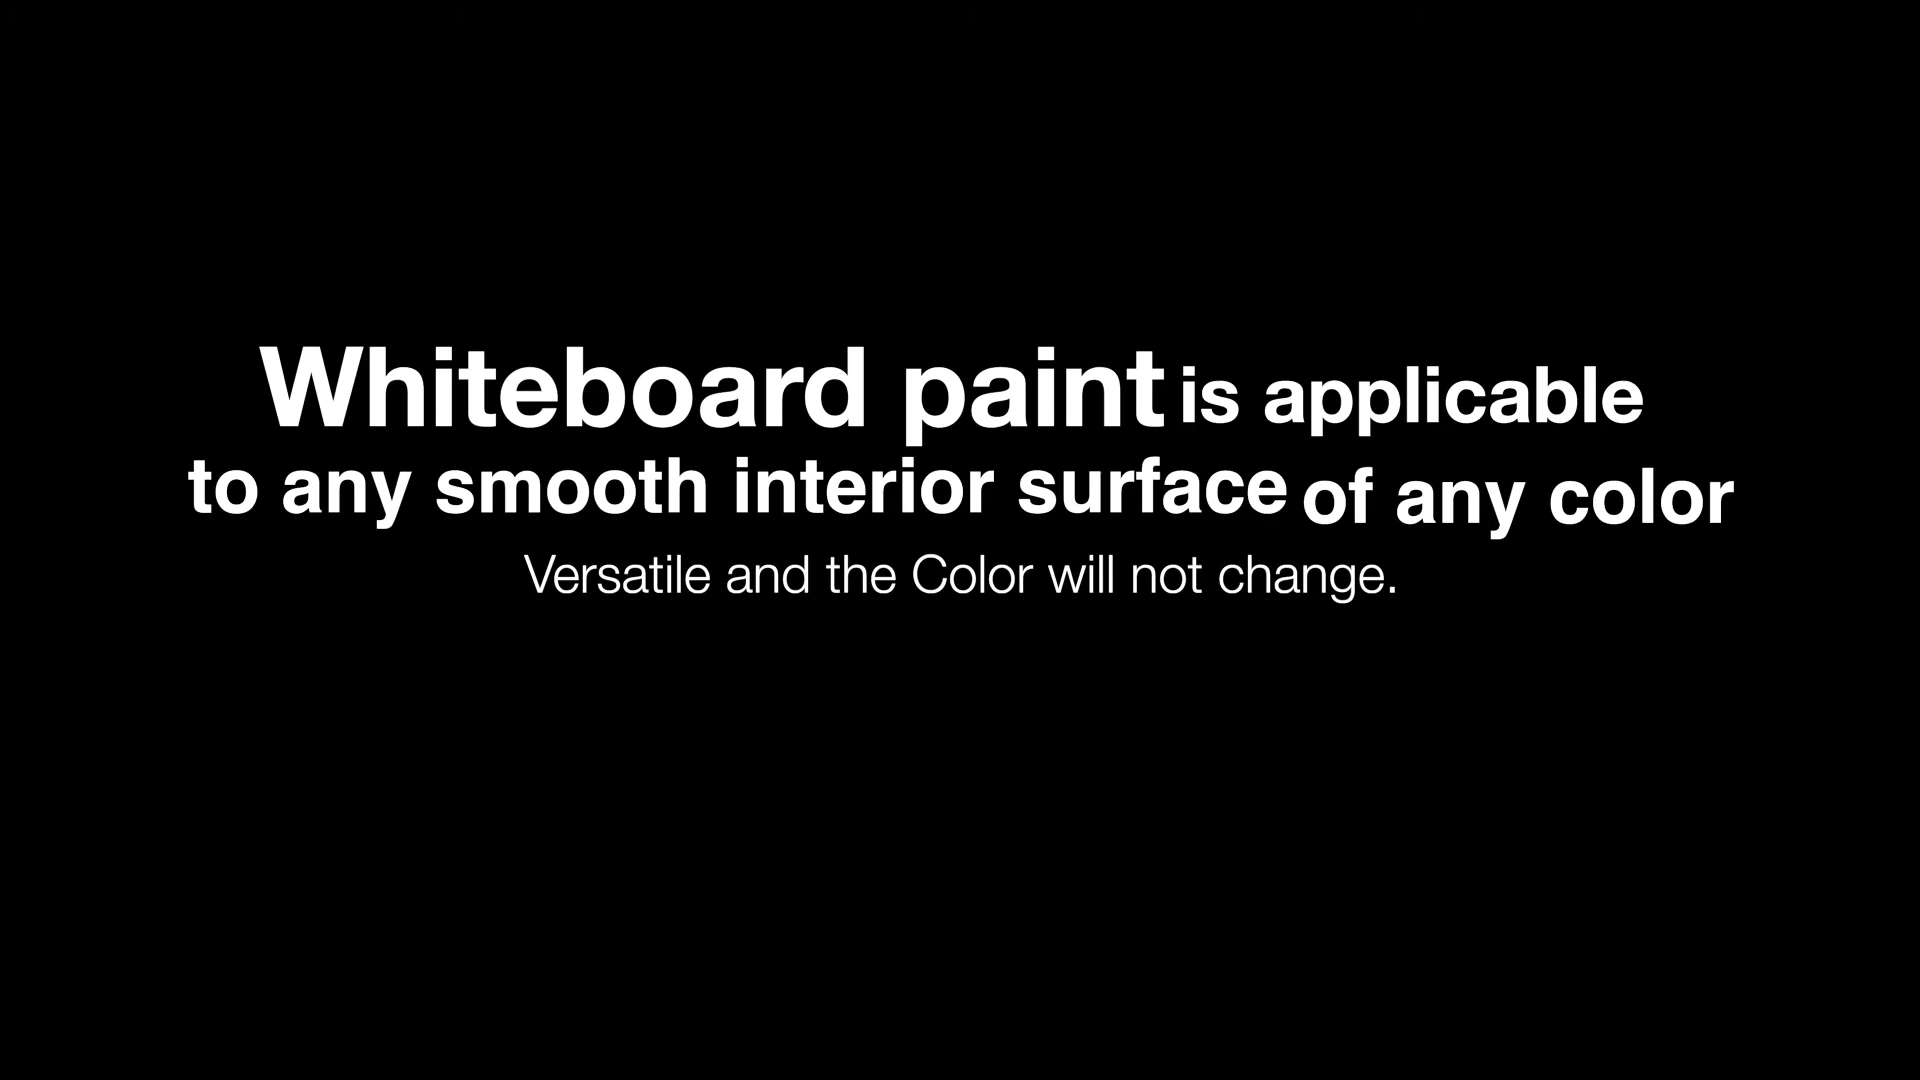 Whiteboard paint is applicable
to any smooth interior surface of any color
Versatile and the Color will not change.